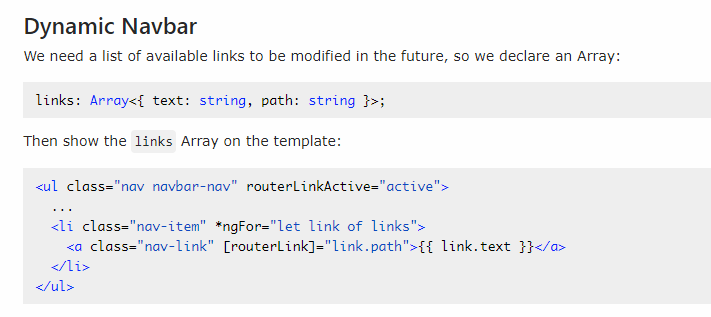 Dynamic Navbar
We need a list of available links to be modified in the future, so we declare an Array:
links: Array<{ text: string, path: string }>;
Then show the links Array on the template:
<ul class="nav navbar-nav" routerLinkActive="active">
...
<li class="nav-item" *ngFor="let link of links">
<a class="nav-link" [routerLink]="link.path">{{ link.text }}</a>
</li>
</ul>